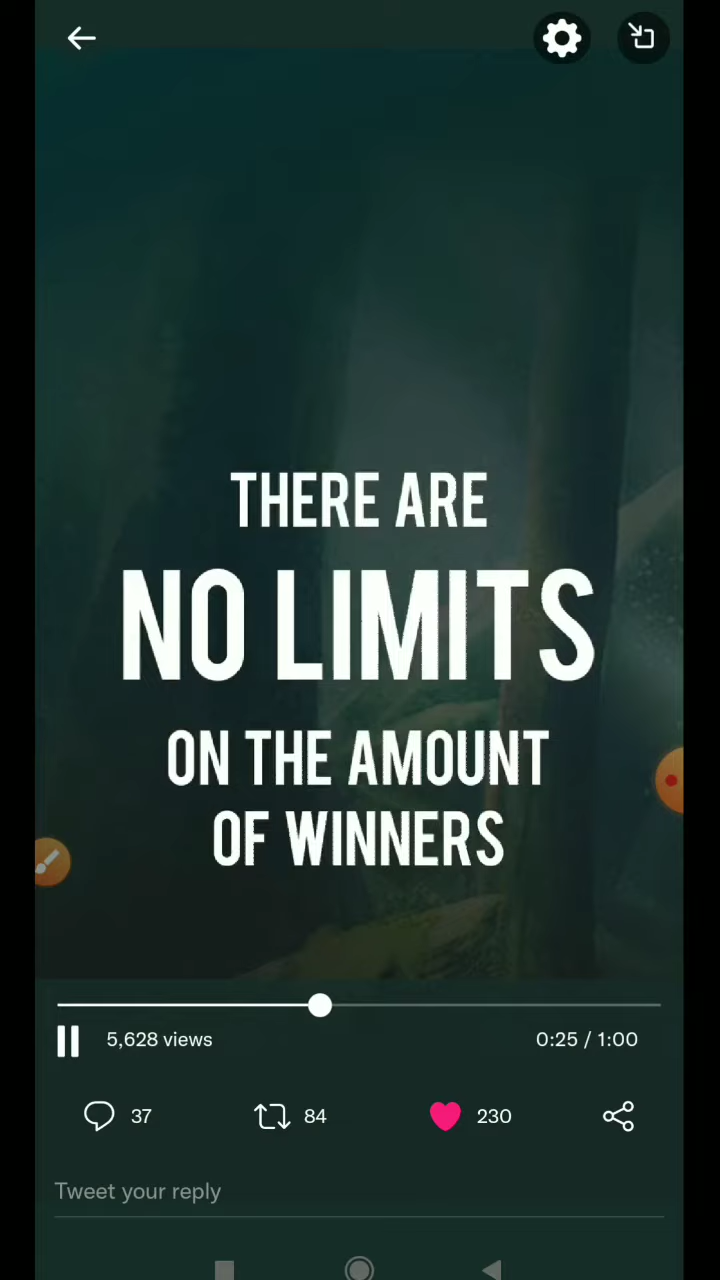 THERE ARE
NO LIMITS
ON THE AMOUNT
OF WINNERS
5,628 views
0:25 / 1:00
37
84
230
Tweet your reply